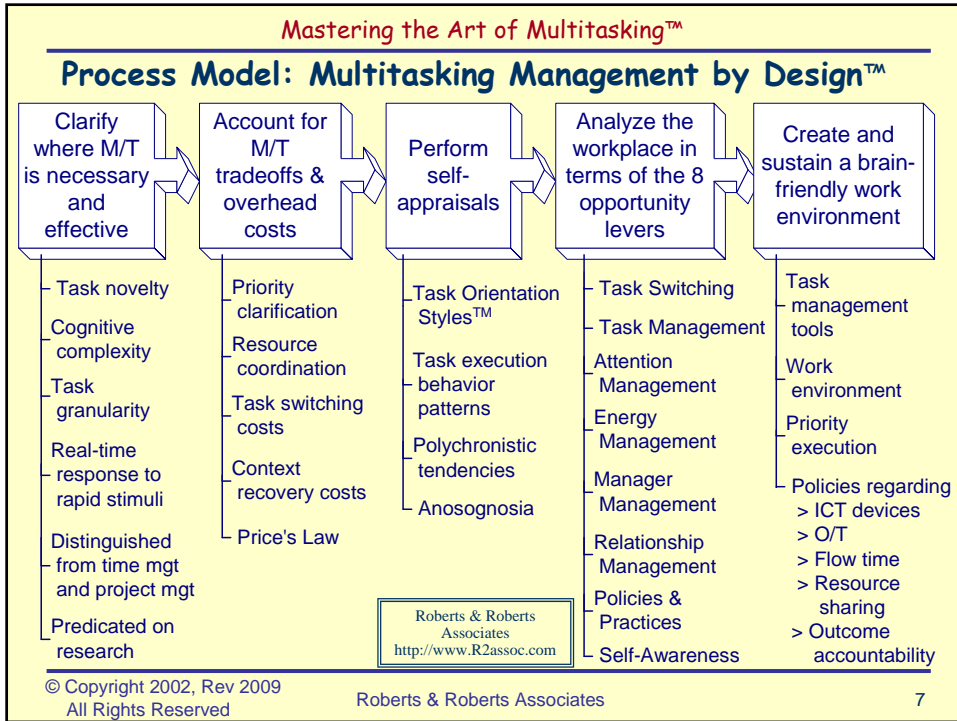 Mastering the Art of Multitasking™
Process Model: Multitasking Management by Design™
Clarify
where M/T
is necessary
and
effective
Task novelty
Cognitive
complexity
Task
granularity
Real-time
response to
rapid stimuli
Distinguished
from time mgt
and project mgt
Predicated on
research
Account for
M/T
tradeoffs &
overhead
costs
Priority
clarification
Resource
coordination
Task switching
costs
Context
recovery costs
Price's Law
Perform
self-
appraisals
Task Orientation
Styles™
Task execution
behavior
patterns
Polychronistic
tendencies
Anosognosia
Analyze the
workplace in
terms of the 8
opportunity
levers
Task Switching
Task Management
Attention
Management
Energy
Management
Manager
Management
Relationship
Management
Policies &
Practices
Self-Awareness
Create and
sustain a brain-
friendly work
environment
Task
management
tools
Work
environment
Priority
execution
Policies regarding
> ICT devices
> O/T
> Flow time
> Resource
sharing
> Outcome
accountability
Roberts & Roberts
Associates
http://www.R2assoc.com
© Copyright 2002, Rev 2009
All Rights Reserved
Roberts & Roberts Associates
7